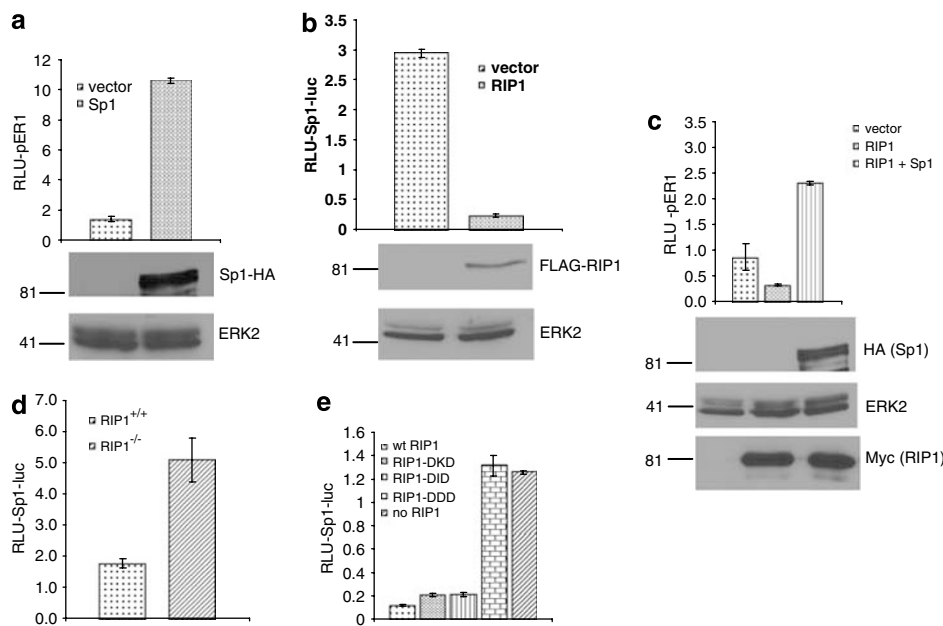 a
RLU-pER1
12
10
8
6
4
2
0
vector
Sp1
Sp1-HA
81
ERK2
41
b
RLU-Sp1-luc
3.5
3
2.5
2
1.5
1
0.5
0
vector
RIP1
81
FLAG-RIP1
41
ERK2
c
vector
RIP1
RIP1 + Sp1
RLU -pER1
3.5
3.0
2.5
2.0
1.5
1.0
0.5
0.0
HA (Sp1)
81
41
ERK2
81
Myc (RIP1)
d
RLU-Sp1-luc
7.0
6.0
5.0
4.0
3.0
2.0
1.0
0.0
RIP1+/+
RIP1-/-
e
RLU-Sp1-luc
1.6
1.4
1.2
1
0.8
0.6
0.4
0.2
0
wt RIP1
RIP1-DKD
RIP1-DID
RIP1-DDD
no RIP1